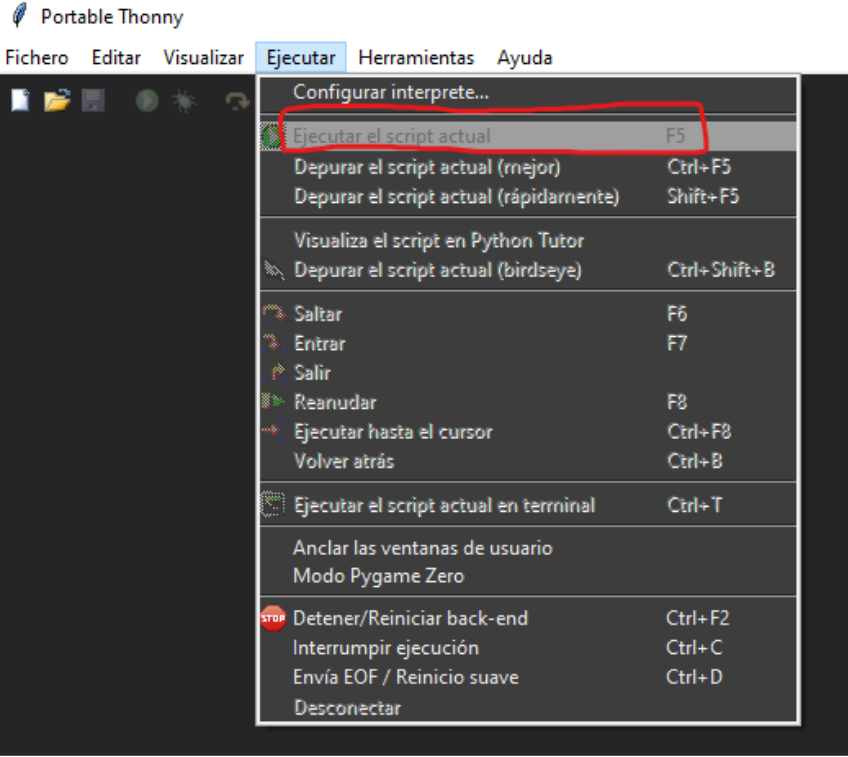 Portable Thonny
Fichero Editar Visualizar Ejecutar Herramientas Ayuda
Configurar interprete...
Ejecutar el script actual F5
Depurar el script actual (mejor) Ctrl+F5
Depurar el script actual (rápidamente) Shift+F5
Visualiza el script en Python Tutor
Depurar el script actual (birdseye) Ctrl+Shift+B
Saltar F6
Entrar F7
Salir
Reanudar F8
Ejecutar hasta el cursor Ctrl+F8
Volver atrás Ctrl+B
Ejecutar el script actual en terminal Ctrl+T
Anclar las ventanas de usuario
Modo Pygame Zero
STOP Detener/Reiniciar back-end Ctrl+F2
Interrumpir ejecución Ctrl+C
Envía EOF / Reinicio suave Ctrl+D
Desconectar